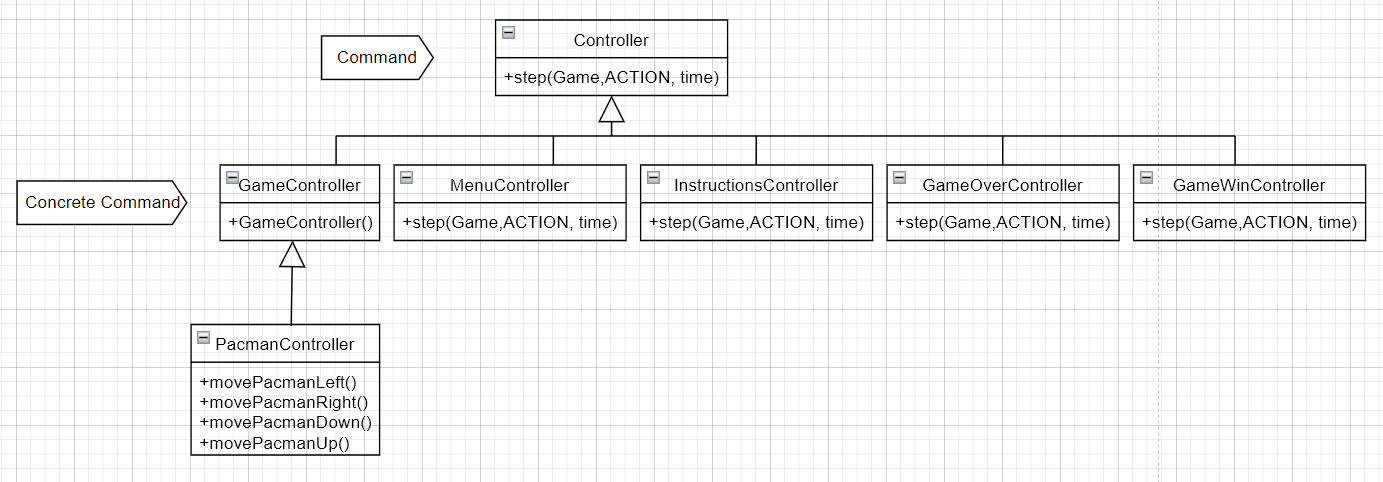 Command
Controller
+step(Game,ACTION, time)
Concrete Command
GameController
+GameController()
MenuController
+step(Game,ACTION, time)
InstructionsController
+step(Game,ACTION, time)
GameOverController
+step(Game,ACTION, time)
GameWinController
+step(Game,ACTION, time)
PacmanController
+movePacmanLeft()
+movePacmanRight()
+movePacmanDown()
+movePacmanUp()